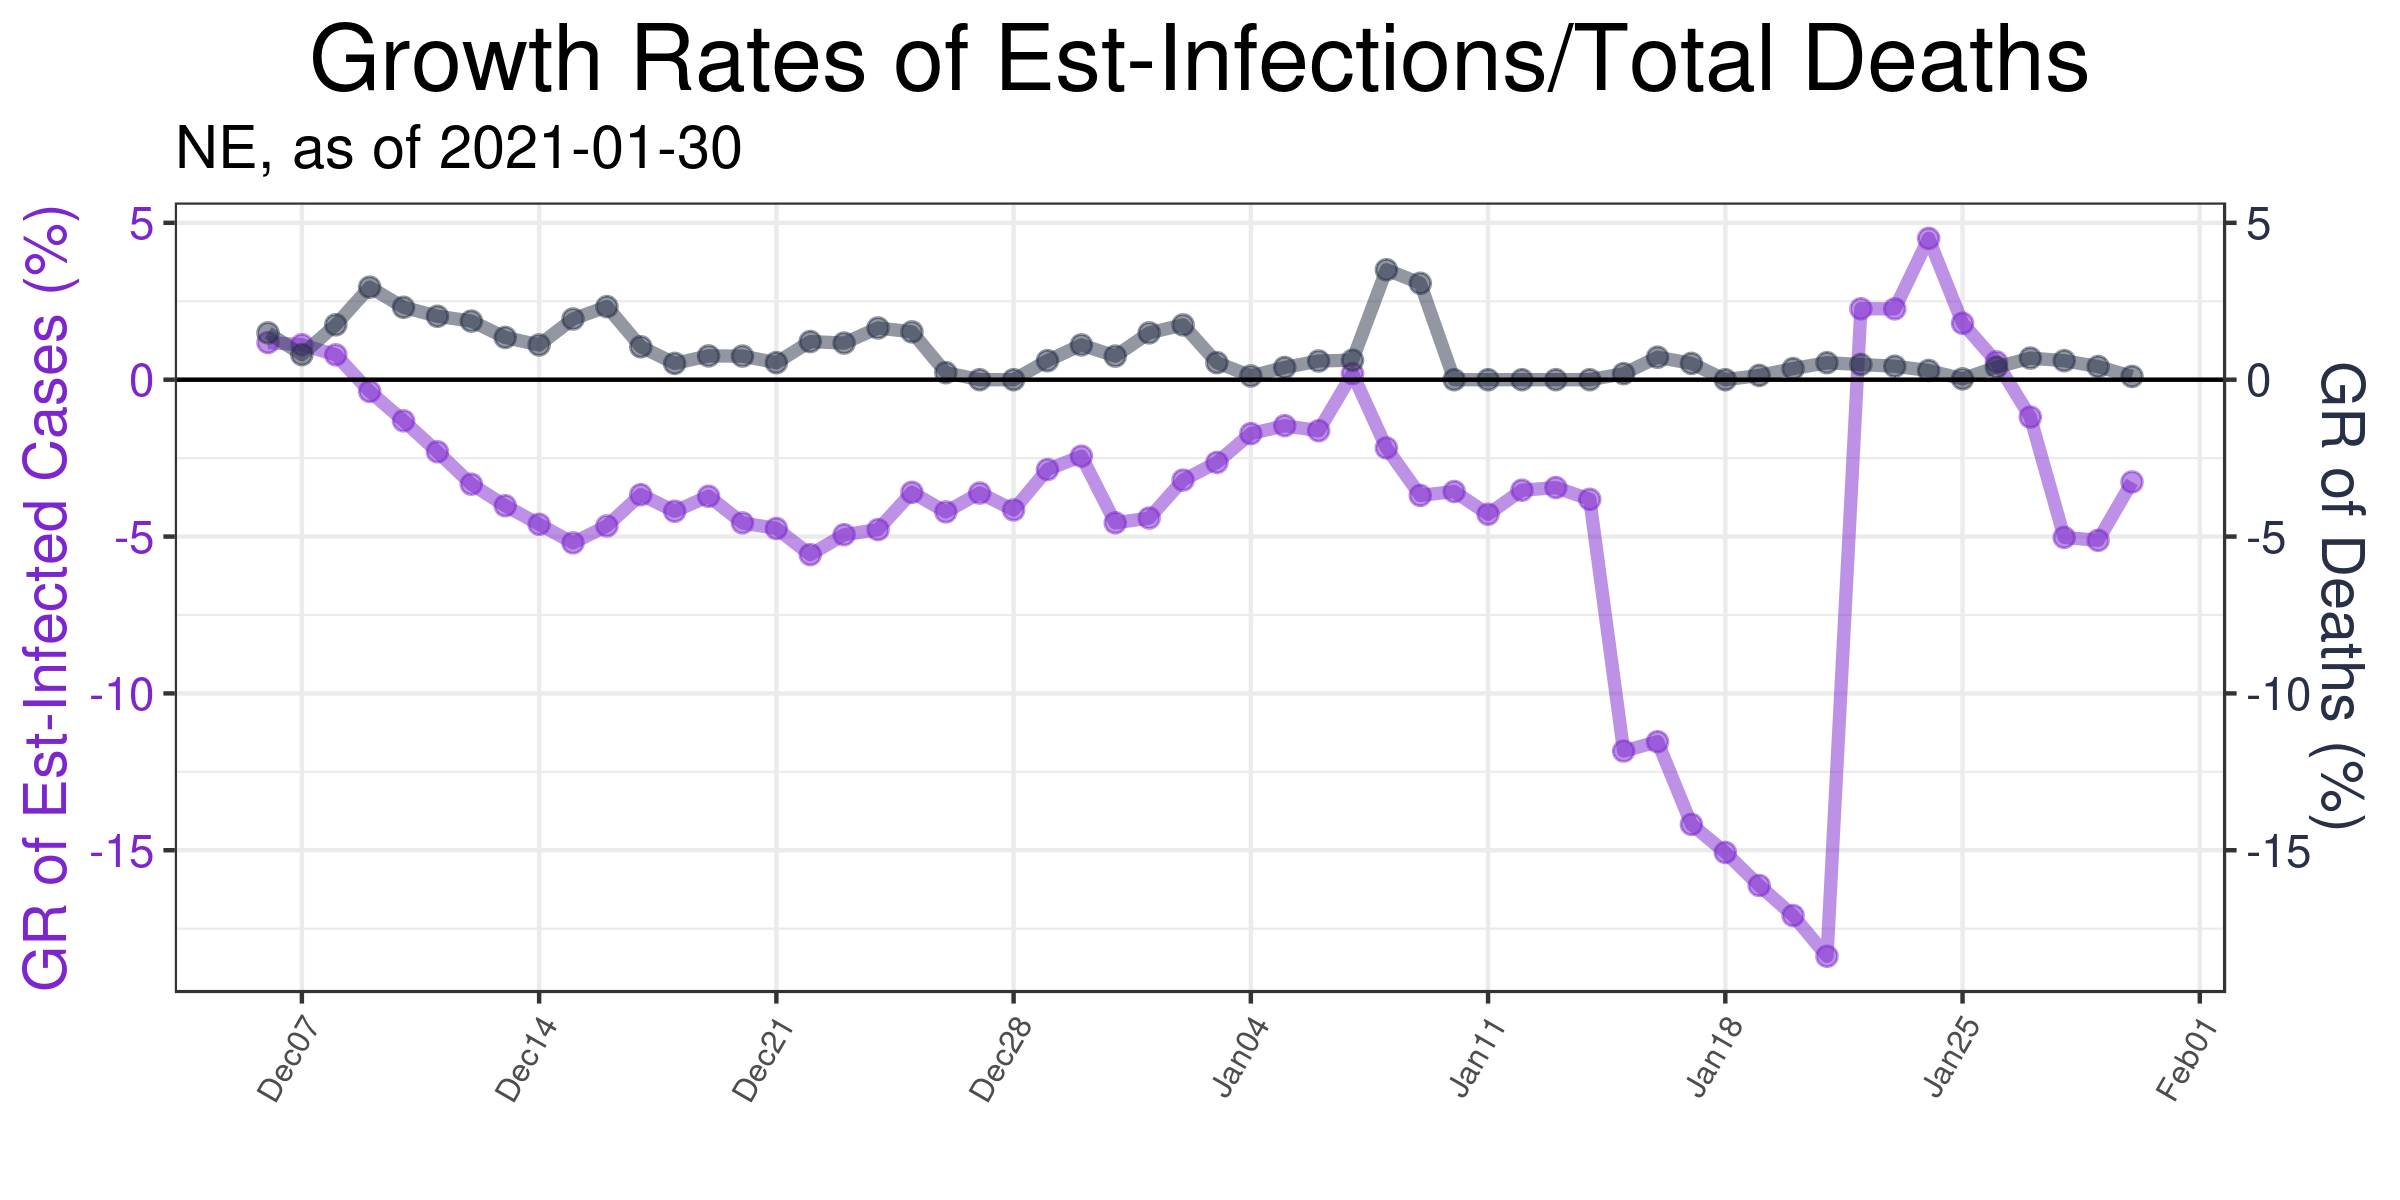 Growth Rates of Est-Infections/Total Deaths
NE, as of 2021-01-30
GR of Est-Infected Cases (%)
5
0
-5
-10
-15
5
0
-5
-10
-15
GR of Deaths (%)
Dec07
Dec14
Dec21
Dec28
Jan04
Jan11
Jan18
Jan25
Feb01